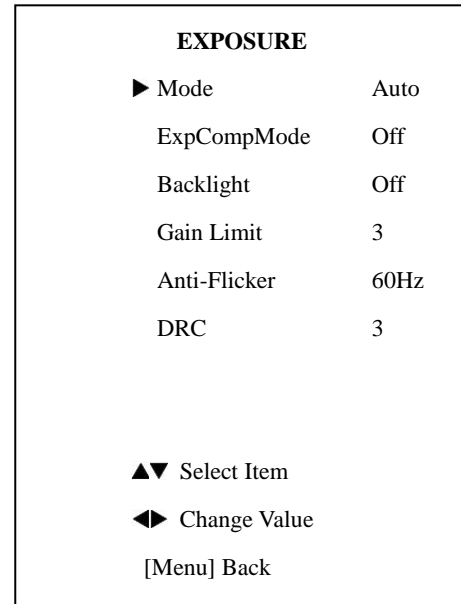 EXPOSURE
▶ Mode Auto
ExpCompMode Off
Backlight Off
Gain Limit 3
Anti-Flicker 60Hz
DRC 3
▲▼ Select Item
◀▶ Change Value
[Menu] Back